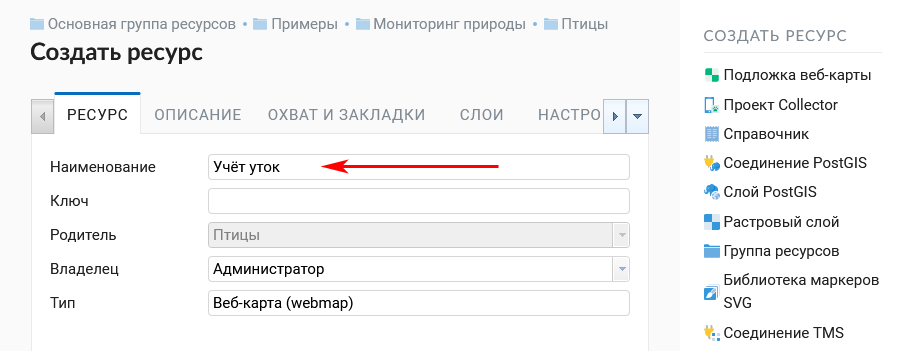 Основная группа ресурсов • Примеры • Мониторинг природы • Птицы
Создать ресурс
РЕСУРС ОПИСАНИЕ ОХВАТ И ЗАКЛАДКИ СЛОИ НАСТРО
Наименование Учёт уток
Ключ
Родитель Птицы
Владелец Администратор
Тип Веб-карта (webmap)
СОЗДАТЬ РЕСУРС
Подложка веб-карты
Проект Collector
Справочник
Соединение PostGIS
Слой PostGIS
Растровый слой
Группа ресурсов
Библиотека маркеров
SVG
Соединение TMS